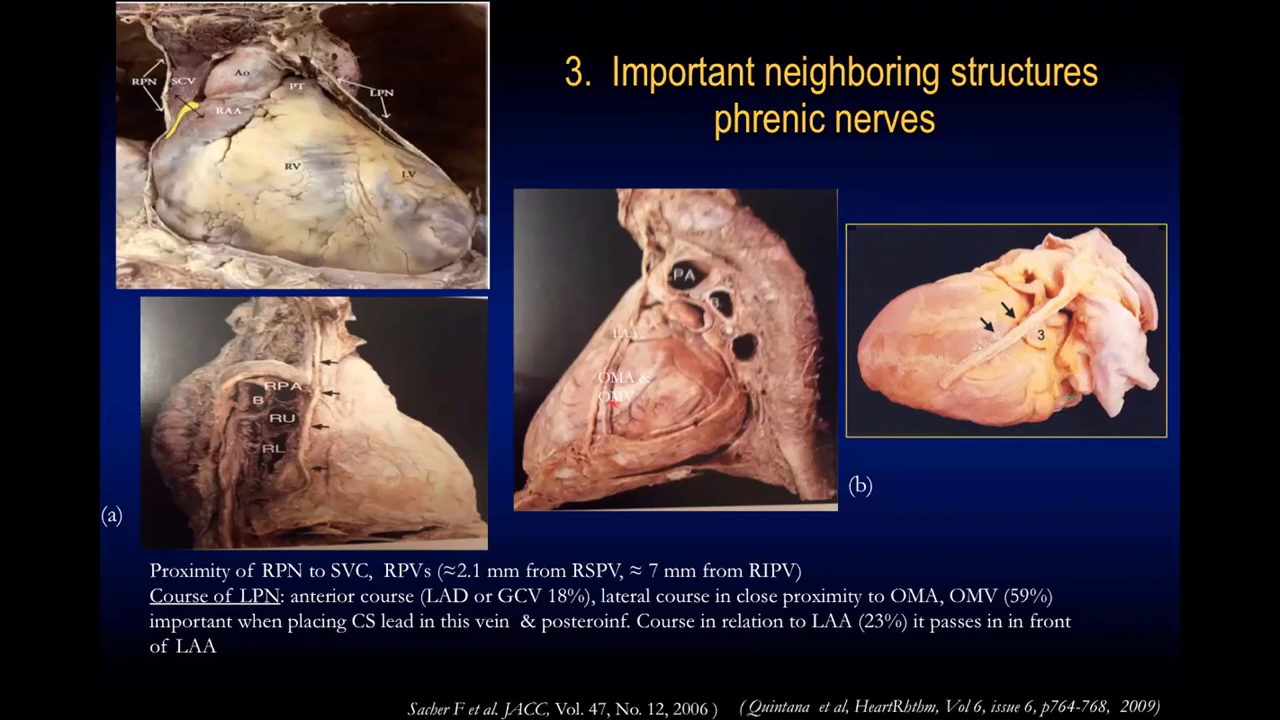 3. Important neighboring structures
phrenic nerves
RPN
SCV
Ao
PT
LPN
RAA
RV
LV
RPA
B
RU
RL
PA
LAA
OMA &
OMV
3
(a)
(b)
Proximity of RPN to SVC, RPVs (≈2.1 mm from RSPV, ≈ 7 mm from RIPV)
Course of LPN: anterior course (LAD or GCV 18%), lateral course in close proximity to OMA, OMV (59%)
important when placing CS lead in this vein & posteroinf. Course in relation to LAA (23%) it passes in in front
of LAA
Sacher F et al. JACC, Vol. 47, No. 12, 2006 )
( Quintana et al, HeartRhthm, Vol 6, issue 6, p764-768, 2009)